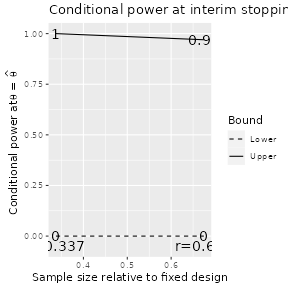 Conditional power at interim stoppin
Conditional power at θ = θ̂
1.00
0.75
0.50
0.25
0.00
1
0.9
0
0
0.337
r=0.6
0.4
0.5
0.6
Sample size relative to fixed design
Bound
Lower
Upper